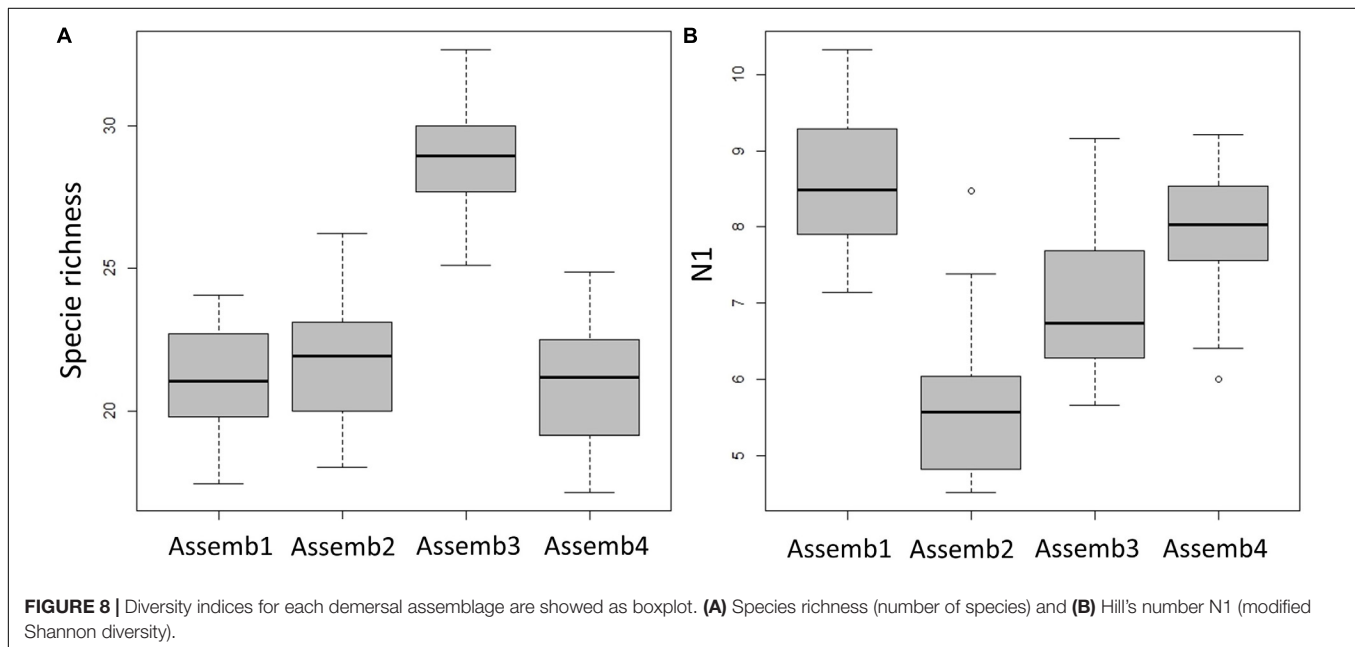 A
B
Specie richness
30
25
20
Assemb1 Assemb2 Assemb3 Assemb4
N1
10
9
8
7
6
5
Assemb1 Assemb2 Assemb3 Assemb4
FIGURE 8 | Diversity indices for each demersal assemblage are showed as boxplot. (A) Species richness (number of species) and (B) Hill's number N1 (modified
Shannon diversity).